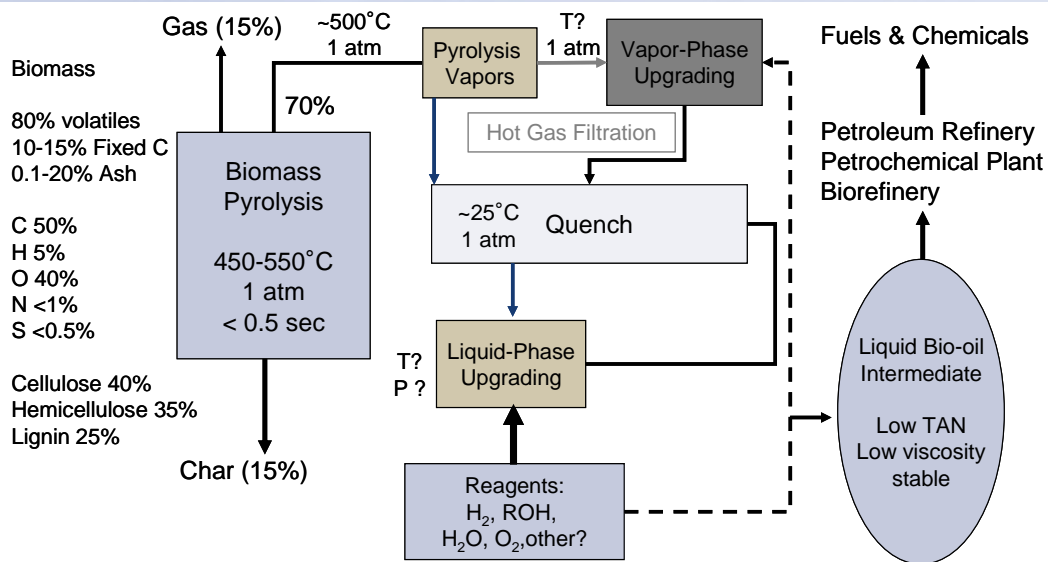 Gas (15%)
Biomass
80% volatiles
10-15% Fixed C
0.1-20% Ash
C 50%
H 5%
O 40%
N <1%
S <0.5%
Cellulose 40%
Hemicellulose 35%
Lignin 25%
70%
Biomass
Pyrolysis
450-550°C
1 atm
< 0.5 sec
Char (15%)
~500°C
1 atm
Pyrolysis
Vapors
T?
1 atm
Vapor-Phase
Upgrading
Hot Gas Filtration
~25°C
1 atm
Quench
T?
P ?
Liquid-Phase
Upgrading
Reagents:
H₂, ROH,
H₂O, O₂,other?
Fuels & Chemicals
Petroleum Refinery
Petrochemical Plant
Biorefinery
Liquid Bio-oil
Intermediate
Low TAN
Low viscosity
stable